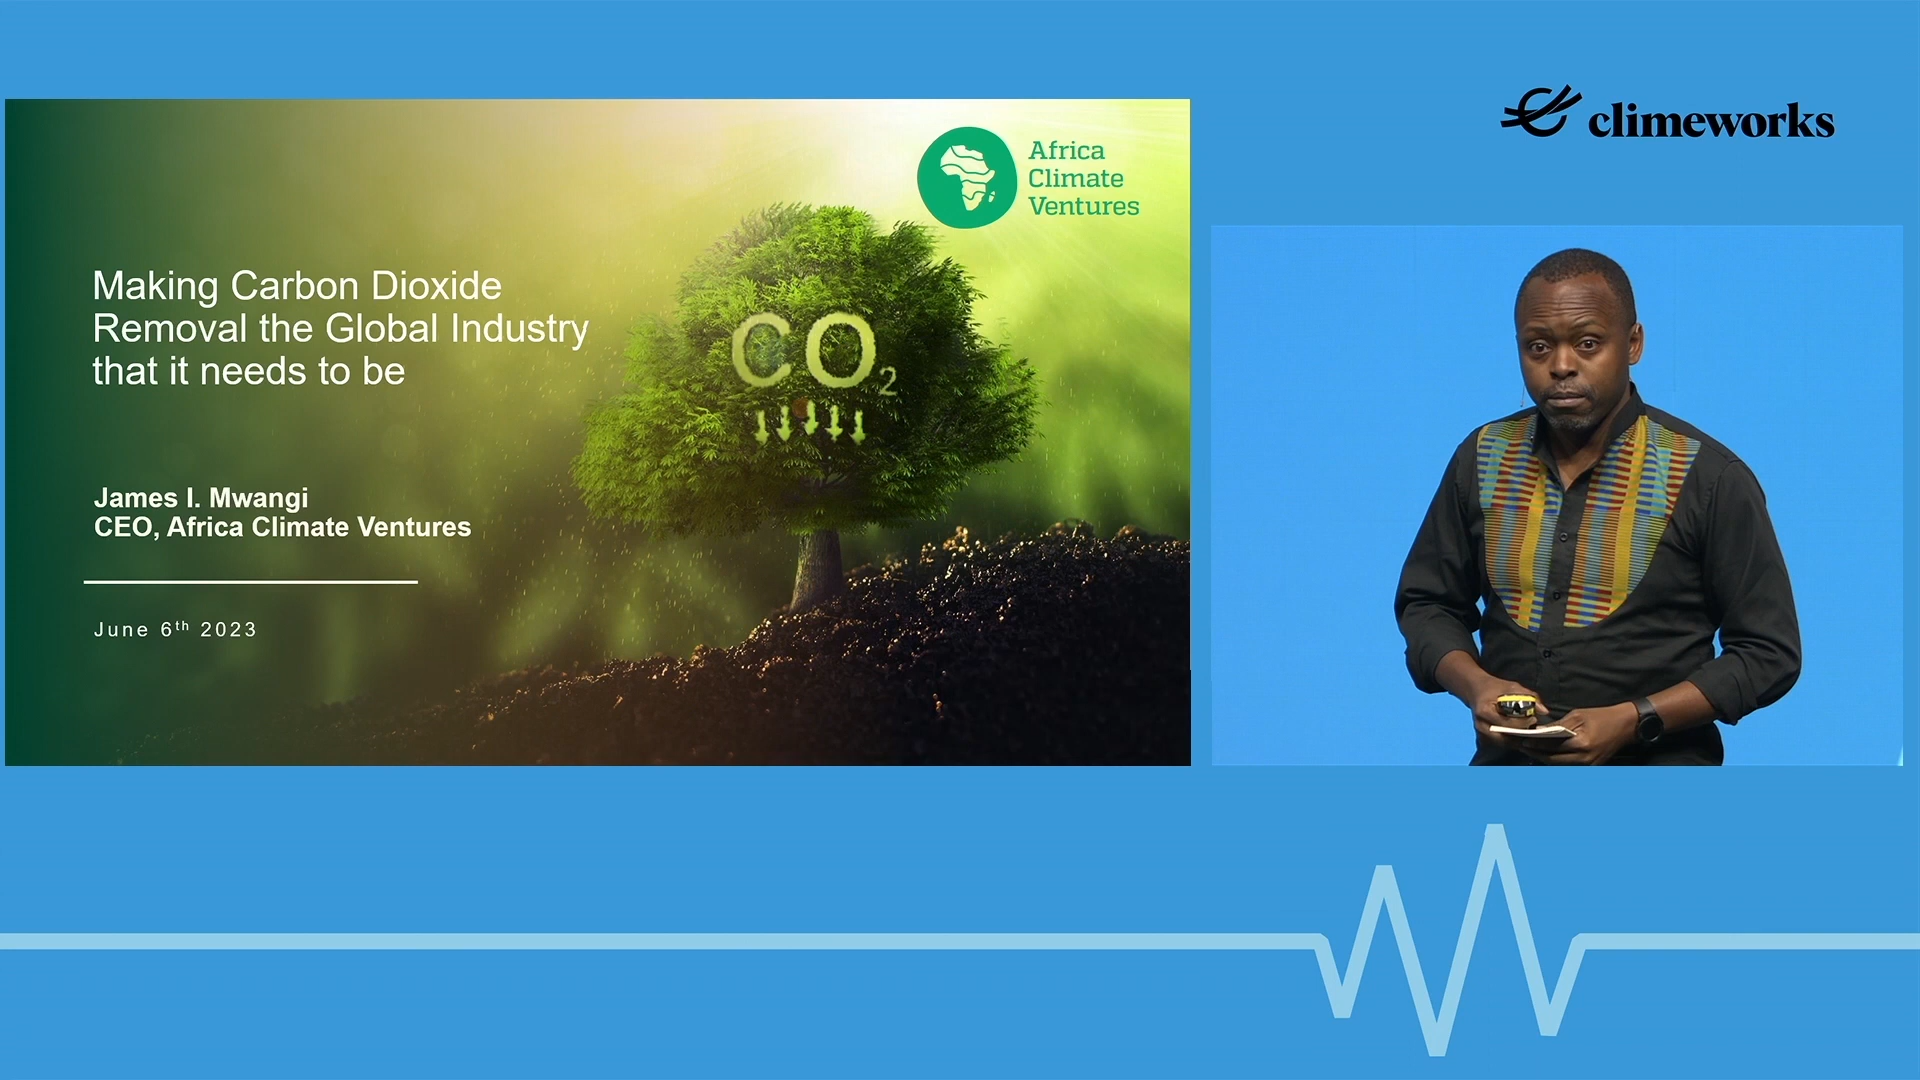 climeworks
Africa
Climate
Ventures
Making Carbon Dioxide
Removal the Global Industry
that it needs to be
CO₂
James I. Mwangi
CEO, Africa Climate Ventures
June 6th 2023